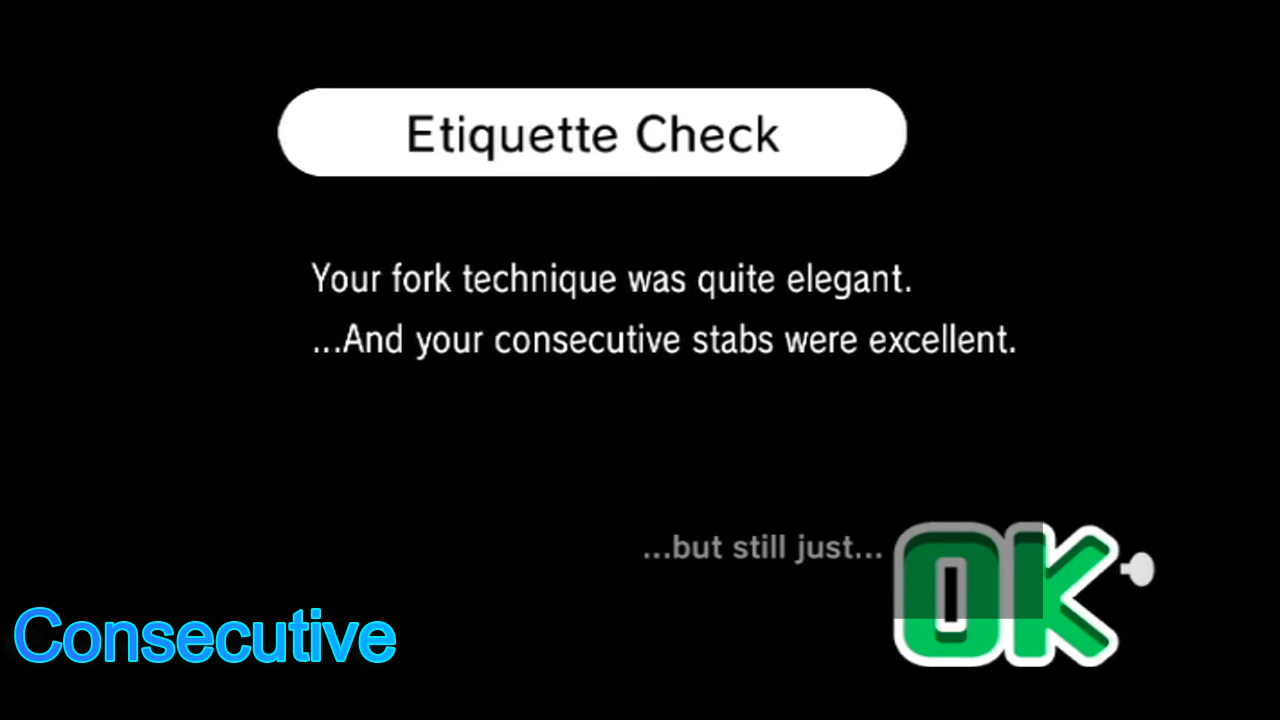 Etiquette Check
Your fork technique was quite elegant.
...And your consecutive stabs were excellent.
...but still just...
OK
Consecutive